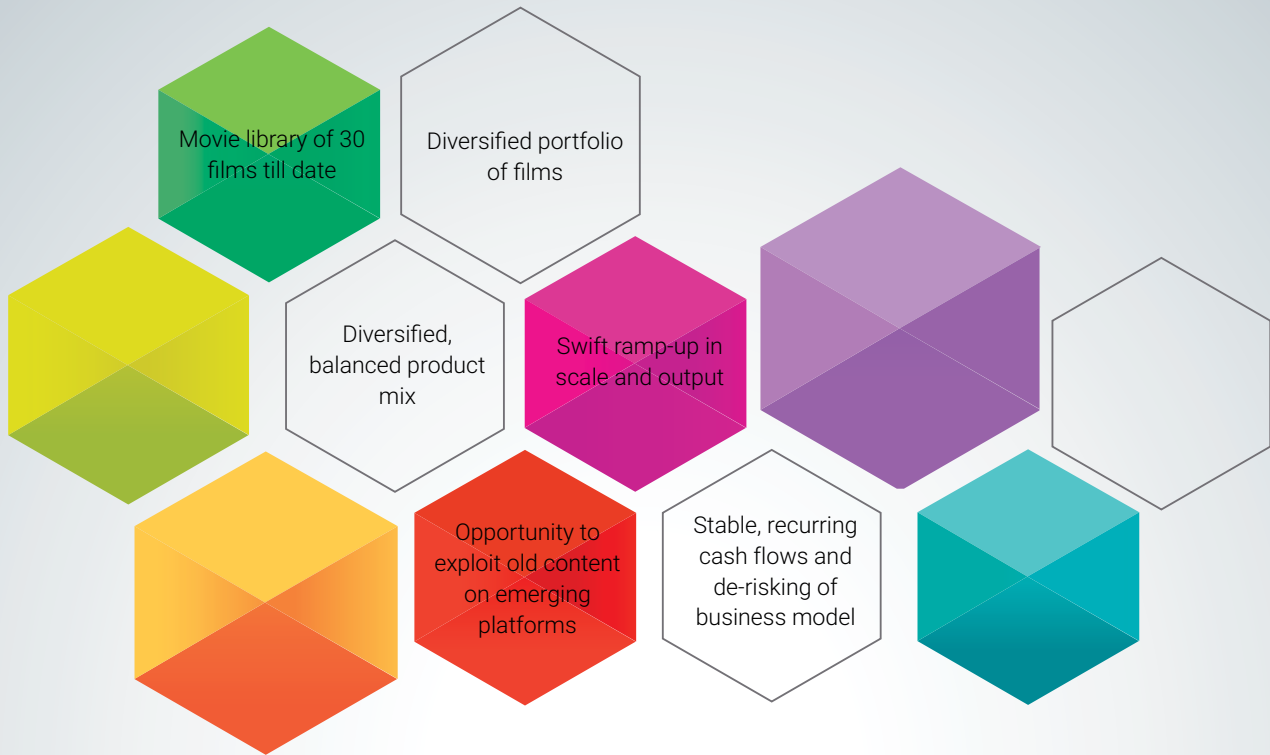 Movie library of 30
films till date
Diversified portfolio
of films
Diversified,
balanced product
mix
Swift ramp-up in
scale and output
Opportunity to
exploit old content
on emerging
platforms
Stable, recurring
cash flows and
de-risking of
business model